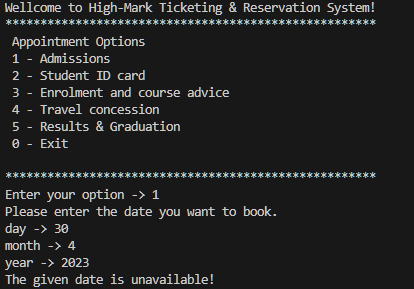 Wellcome to High-Mark Ticketing & Reservation System!
*****************************************************
Appointment Options
1 - Admissions
2 - Student ID card
3 - Enrolment and course advice
4 - Travel concession
5 - Results & Graduation
0 - Exit
*****************************************************
Enter your option -> 1
Please enter the date you want to book.
day -> 30
month -> 4
year -> 2023
The given date is unavailable!